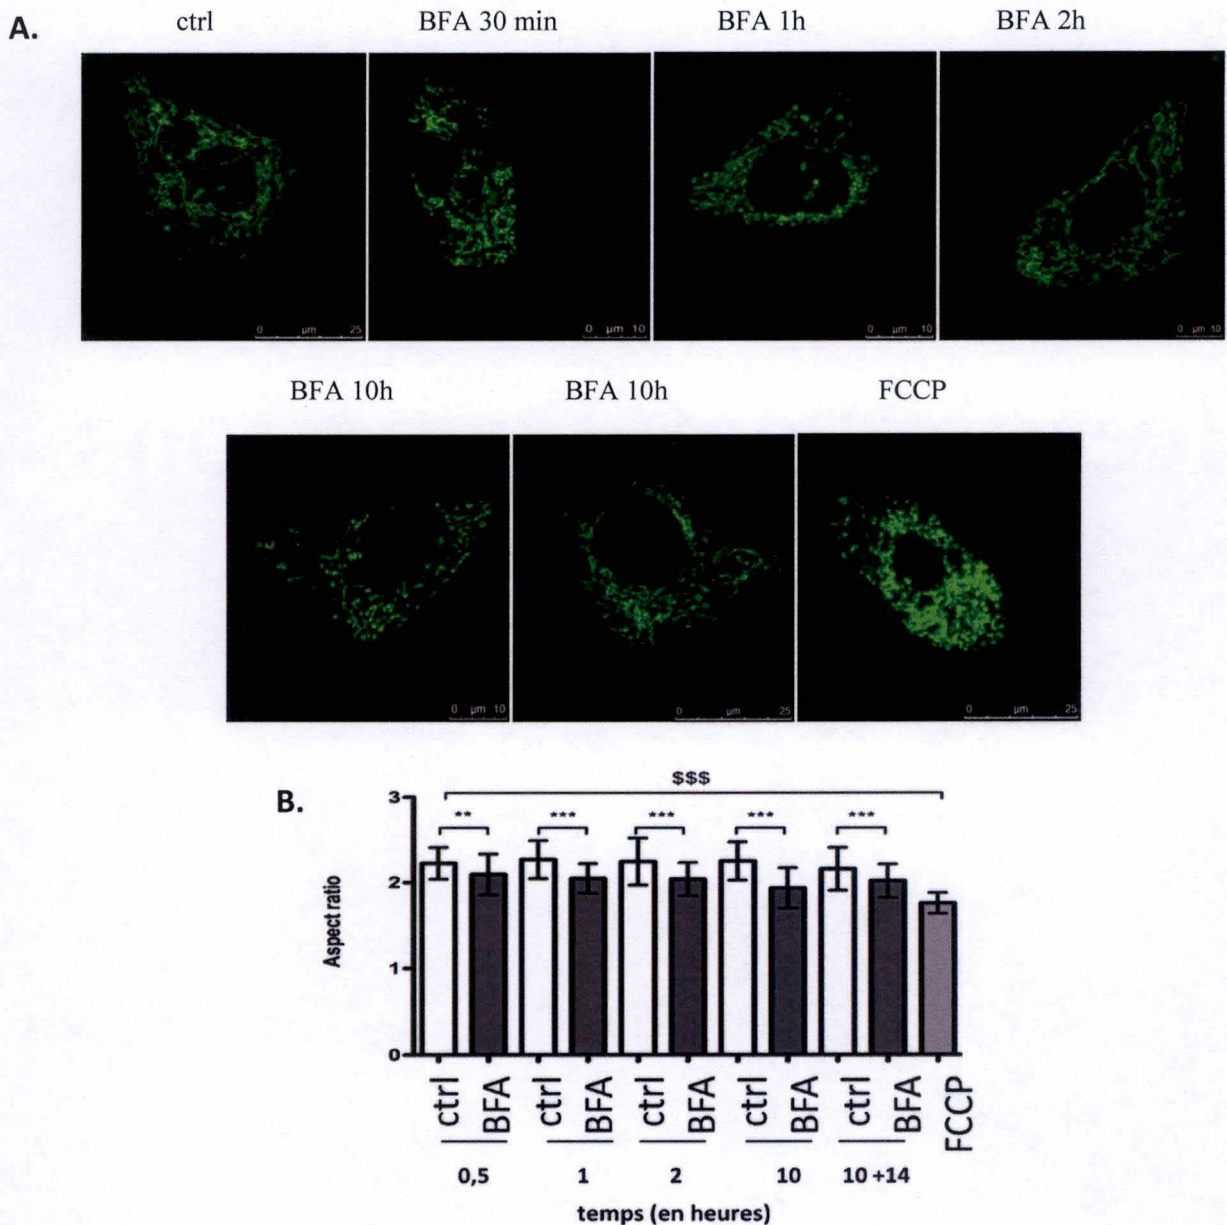 A.
ctrl BFA 30 min BFA 1h BFA 2h
0 µm 25 0 µm 10 0 µm 10 0 µm 10
BFA 10h BFA 10h FCCP
0 µm 10 0 µm 25 0 µm 25
B.
$$$
3
** *** *** *** ***
2
Aspect ratio
1
0
ctrl BFA ctrl BFA ctrl BFA ctrl BFA ctrl BFA FCCP
0,5 1 2 10 10 +14
temps (en heures)